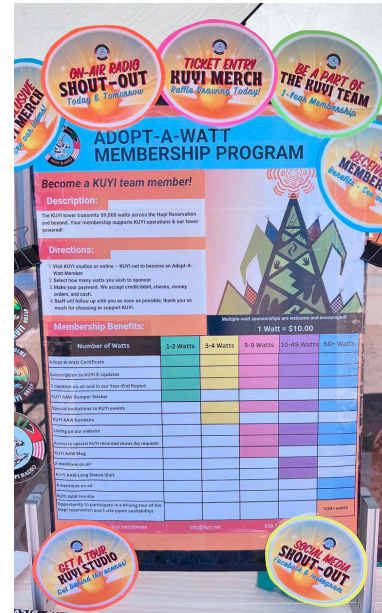 ON-AIR RADIO
SHOUT-OUT
Today & Tomorrow
TICKET ENTRY
KUYI MERCH
Raffle Drawing Today!
BE A PART OF
THE KUYI TEAM
1-Year Membership
MERCH
ADOPT-A-WATT
MEMBERSHIP PROGRAM
Become a KUYI team member!
Description:
The KUYI tower transmits 69,000 watts across the Hopi Reservation
and beyond. Your membership supports KUYI operations & our tower
powered!
Directions:
1. Visit KUYI studios or online - KUYI.net to become an Adopt-A-
Watt Member
2. Select how many watts you wish to sponsor
3. Make your payment. We accept credit/debit, checks, money
orders, and cash.
4. Staff will follow up with you as soon as possible, thank you so
much for choosing to support KUYI.
Multiple-watt sponsorships are welcome and encouraged!
1 Watt = $10.00
Membership Benefits:
Number of Watts 1-2 Watts 3-4 Watts 5-9 Watts 10-49 Watts 50+ Watts
Adopt-A-Watt Certificate
Subscription to KUYI E-Updates
1 mention on air and in our Year-End Report
KUYI AAW Bumper Sticker
Special invitations to KUYI events
KUYI AAW Bandana
Listing on our website
Access to special KUYI recorded shows (by request)
KUYI AAW Mug
2 mentions on air
KUYI AAW Long Sleeve Shirt
4 mentions on air
KUYI AAW Hoodie
Opportunity to participate in a driving tour of the
Hopi reservation and 1 site (upon availability)
100+ watts
info@kuyi.net
GET A TOUR
KUYI STUDIO
Get behind the scenes!
SOCIAL MEDIA
SHOUT-OUT
Facebook & Instagram